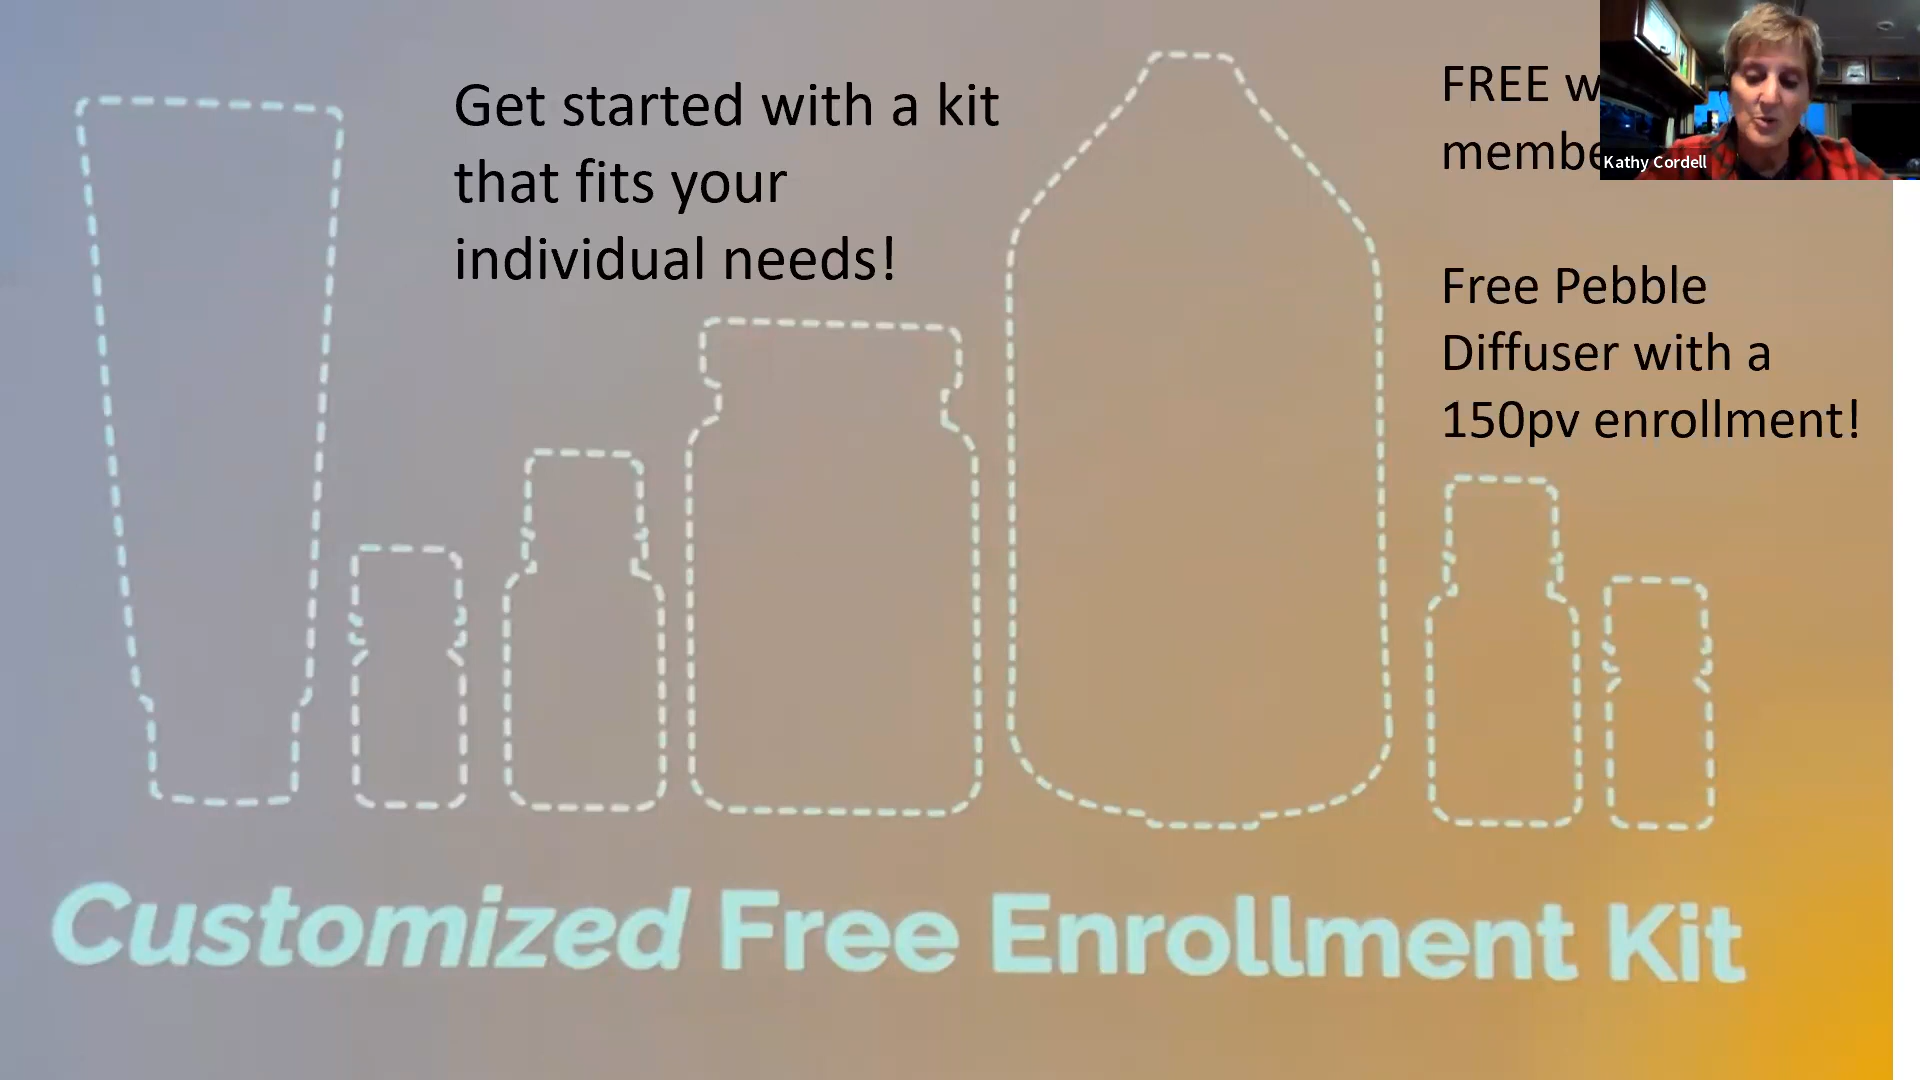 Get started with a kit
that fits your
individual needs!
FREE
Kathy Cordell
Free Pebble
Diffuser with a
150pv enrollment!
Customized Free Enrollment Kit